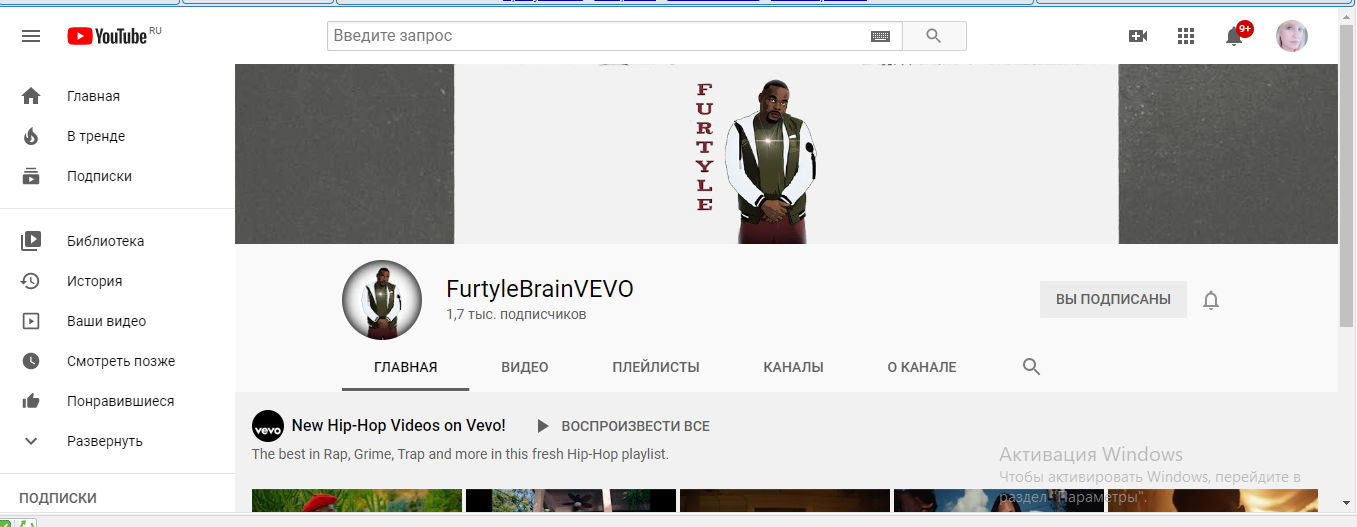 YouTube RU
Введите запрос
9+
Главная
В тренде
Подписки
Библиотека
История
Ваши видео
Смотреть позже
Понравившиеся
Развернуть
ПОДПИСКИ
FURTYLE
FurtyleBrainVEVO
1,7 тыс. подписчиков
ВЫ ПОДПИСАНЫ
ГЛАВНАЯ ВИДЕО ПЛЕЙЛИСТЫ КАНАЛЫ О КАНАЛЕ
vevo New Hip-Hop Videos on Vevo! ВОСПРОИЗВЕСТИ ВСЕ
The best in Rap, Grime, Trap and more in this fresh Hip-Hop playlist.
Активация Windows
Чтобы активировать Windows, перейдите в
раздел "Параметры".